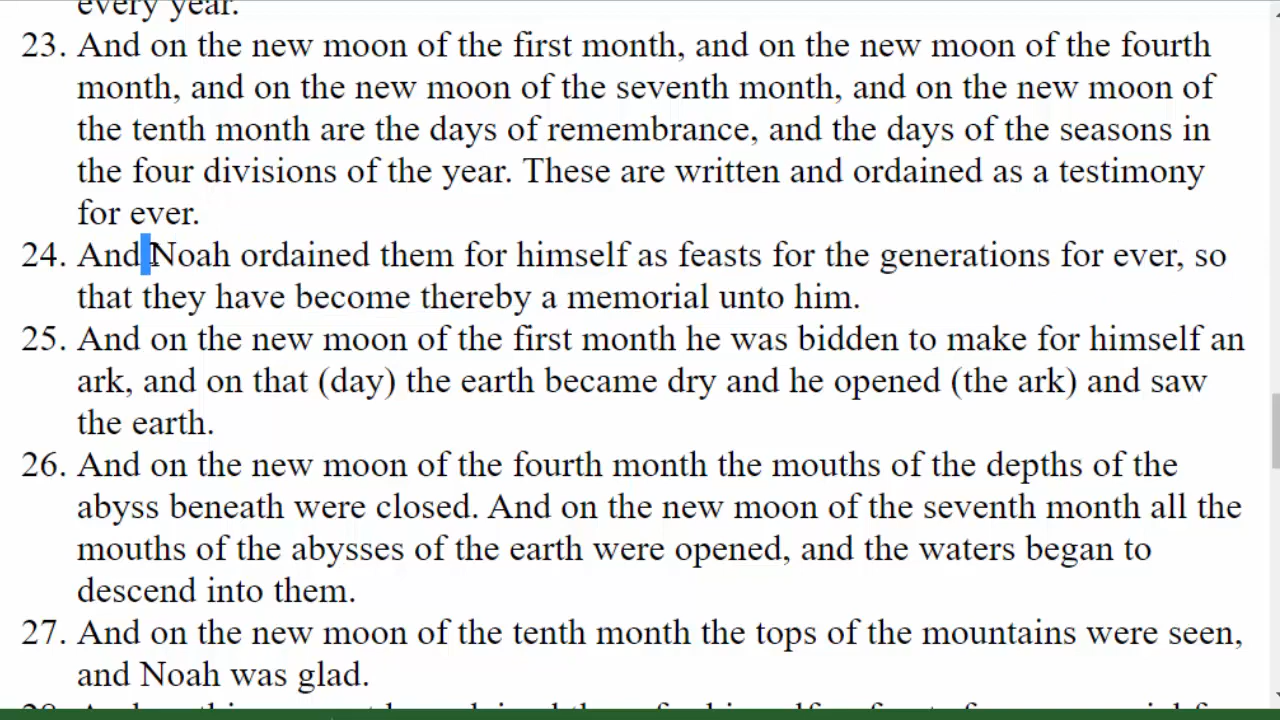 every year.
23. And on the new moon of the first month, and on the new moon of the fourth
month, and on the new moon of the seventh month, and on the new moon of
the tenth month are the days of remembrance, and the days of the seasons in
the four divisions of the year. These are written and ordained as a testimony
for ever.
24. And Noah ordained them for himself as feasts for the generations for ever, so
that they have become thereby a memorial unto him.
25. And on the new moon of the first month he was bidden to make for himself an
ark, and on that (day) the earth became dry and he opened (the ark) and saw
the earth.
26. And on the new moon of the fourth month the mouths of the depths of the
abyss beneath were closed. And on the new moon of the seventh month all the
mouths of the abysses of the earth were opened, and the waters began to
descend into them.
27. And on the new moon of the tenth month the tops of the mountains were seen,
and Noah was glad.